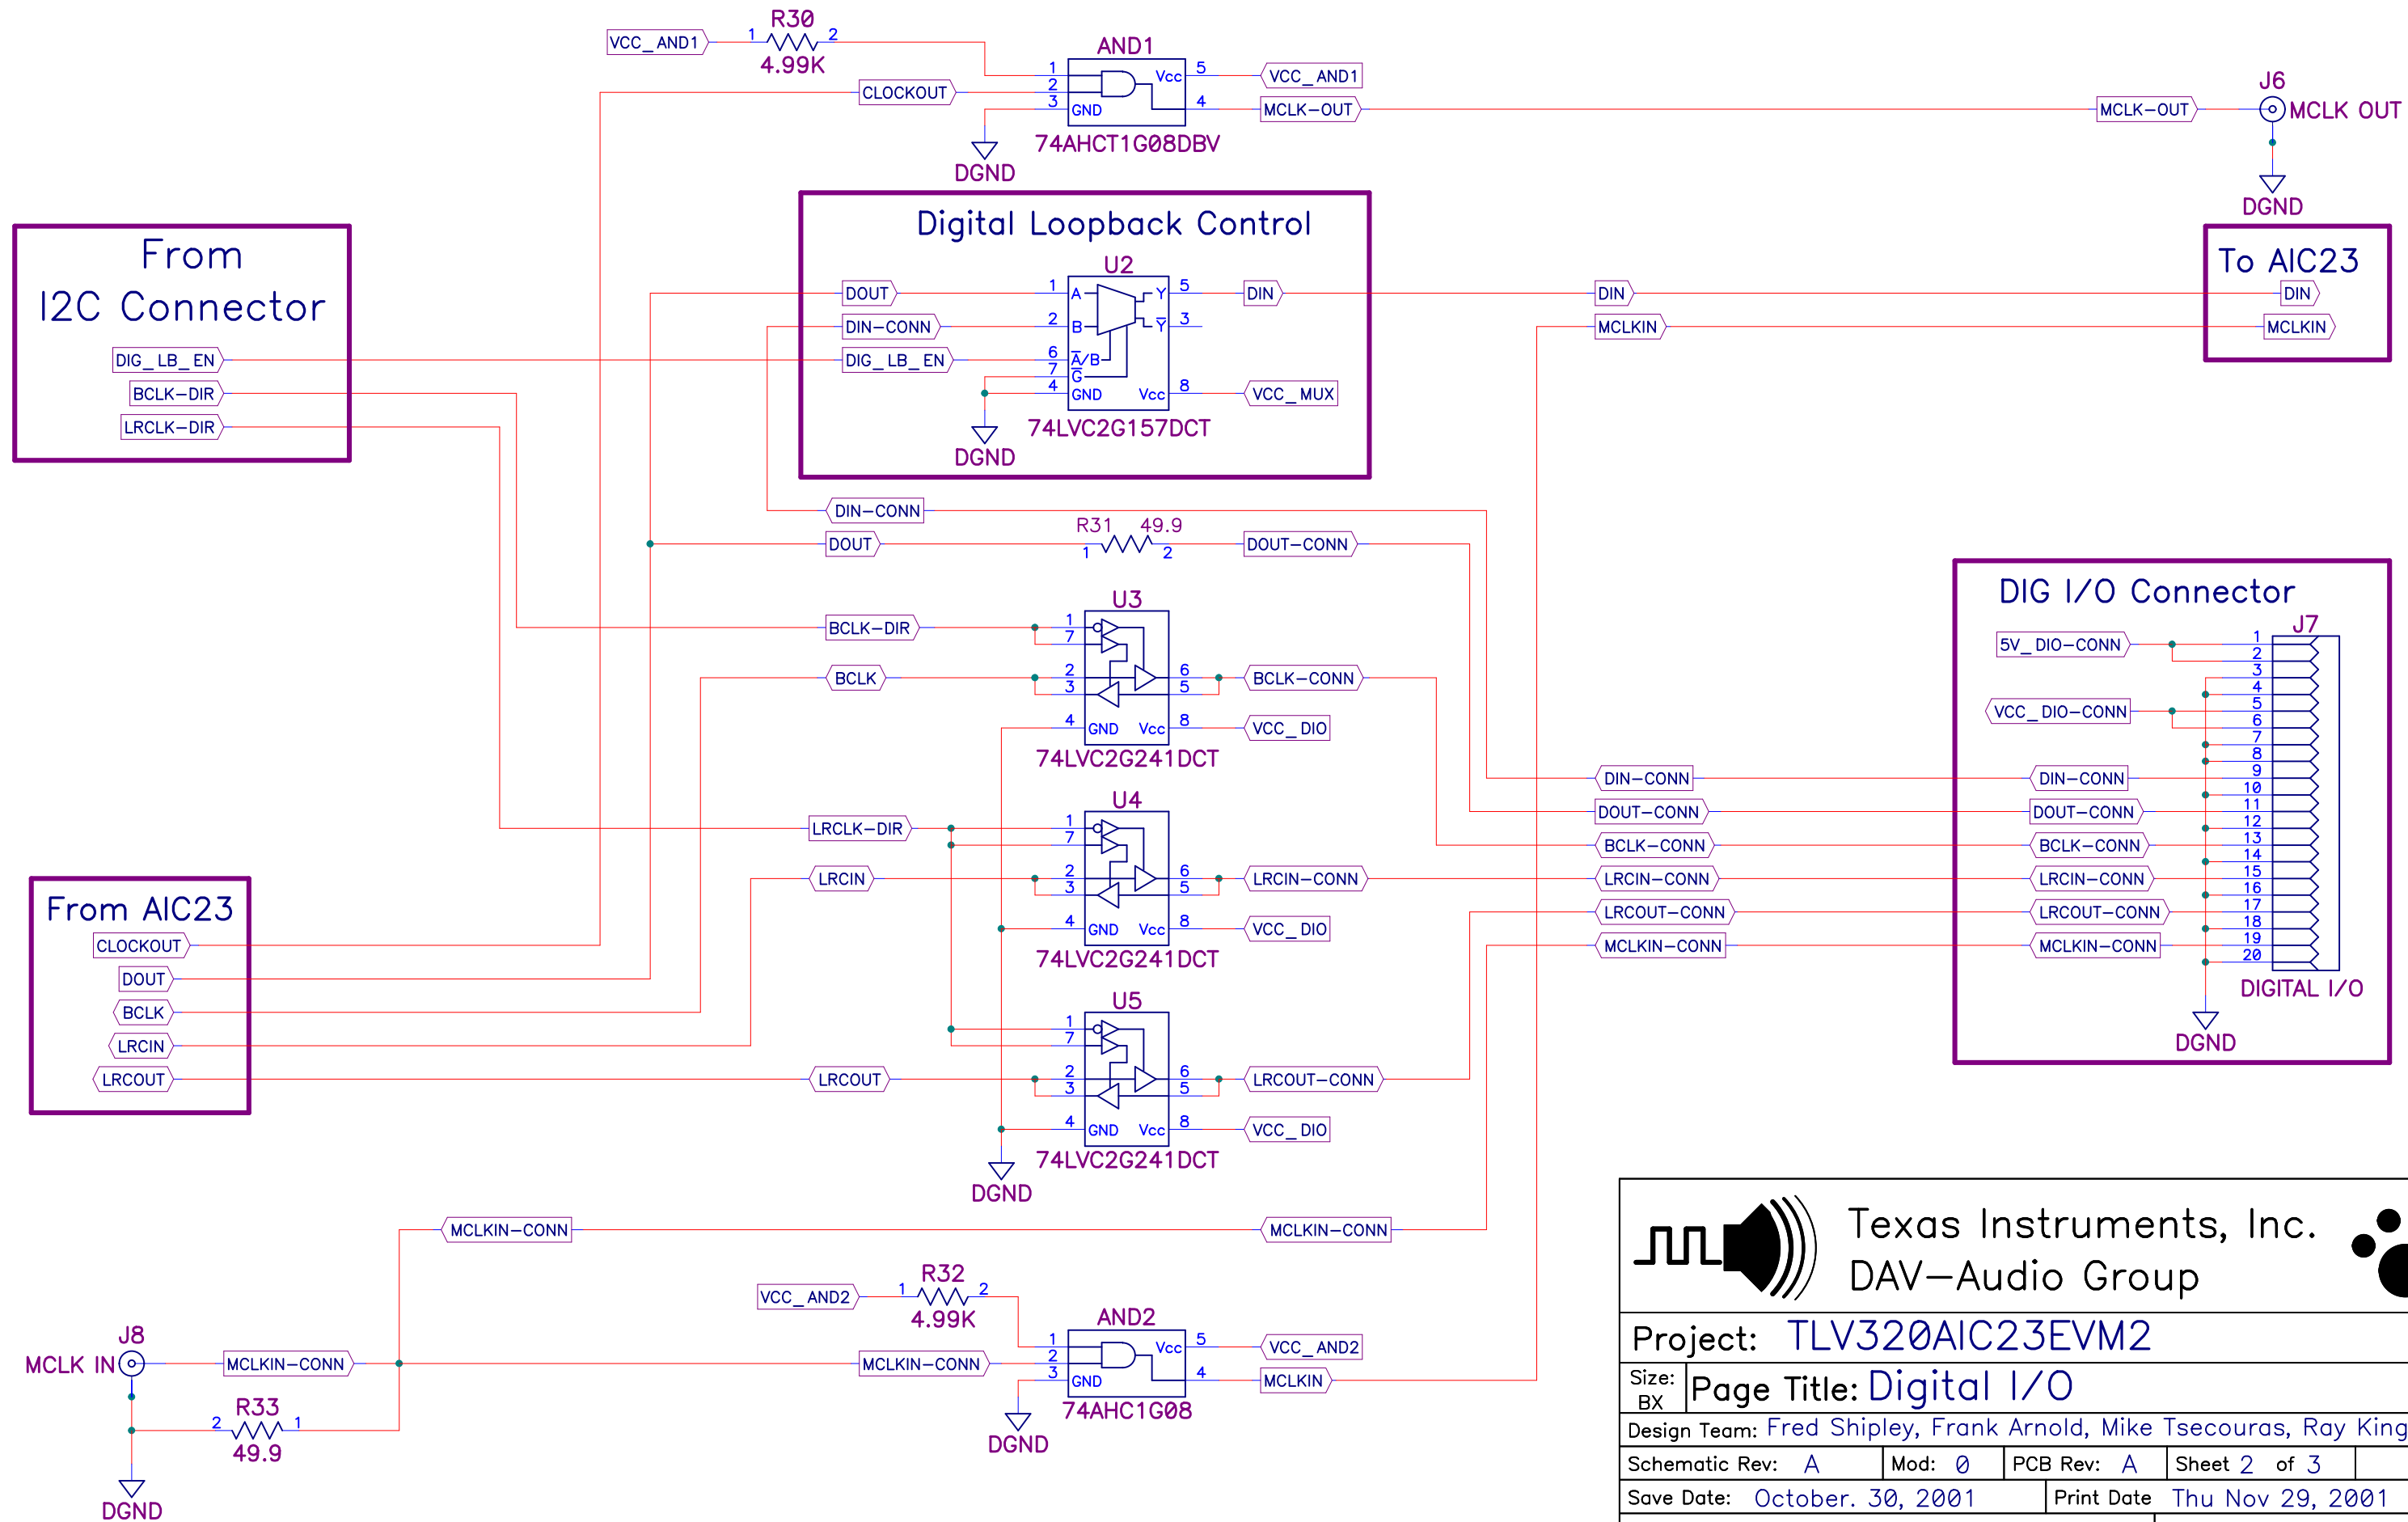 R30
VCC_AND1
1
2
4.99K
AND1
CLOCKOUT
1
2
3
GND
Vcc
5
4
VCC_AND1
MCLK-OUT
74AHCT1G08DBV
DGND
MCLK-OUT
J6
MCLK OUT
DGND
From
I2C Connector
DIG_LB_EN
BCLK-DIR
LRCLK-DIR
Digital Loopback Control
U2
DOUT
DIN-CONN
DIG_LB_EN
1
2
6
7
4
A
B
A̅/B
G̅
GND
Y
Y̅
Vcc
5
3
8
DIN
VCC_MUX
74LVC2G157DCT
DGND
DIN
MCLKIN
To AIC23
DIN
MCLKIN
DIN-CONN
DOUT
R31 49.9
1
2
DOUT-CONN
U3
BCLK-DIR
BCLK
1
7
2
3
4
GND
Vcc
6
5
8
BCLK-CONN
VCC_DIO
74LVC2G241DCT
U4
LRCLK-DIR
LRCIN
1
7
2
3
4
GND
Vcc
6
5
8
LRCIN-CONN
VCC_DIO
74LVC2G241DCT
U5
LRCOUT
1
7
2
3
4
GND
Vcc
6
5
8
LRCOUT-CONN
VCC_DIO
74LVC2G241DCT
DGND
From AIC23
CLOCKOUT
DOUT
BCLK
LRCIN
LRCOUT
DIN-CONN
DOUT-CONN
BCLK-CONN
LRCIN-CONN
LRCOUT-CONN
MCLKIN-CONN
DIG I/O Connector
J7
5V_DIO-CONN
VCC_DIO-CONN
DIN-CONN
DOUT-CONN
BCLK-CONN
LRCIN-CONN
LRCOUT-CONN
MCLKIN-CONN
1
2
3
4
5
6
7
8
9
10
11
12
13
14
15
16
17
18
19
20
DIGITAL I/O
DGND
MCLKIN-CONN
MCLKIN-CONN
R32
VCC_AND2
1
2
4.99K
AND2
J8
MCLK IN
MCLKIN-CONN
MCLKIN-CONN
1
2
3
GND
Vcc
5
4
VCC_AND2
MCLKIN
74AHC1G08
DGND
R33
2
1
49.9
DGND
Texas Instruments, Inc.
DAV-Audio Group
Project: TLV320AIC23EVM2
Size: BX
Page Title: Digital I/O
Design Team: Fred Shipley, Frank Arnold, Mike Tsecouras, Ray King
Schematic Rev: A Mod: 0 PCB Rev: A Sheet 2 of 3
Save Date: October. 30, 2001 Print Date Thu Nov 29, 2001